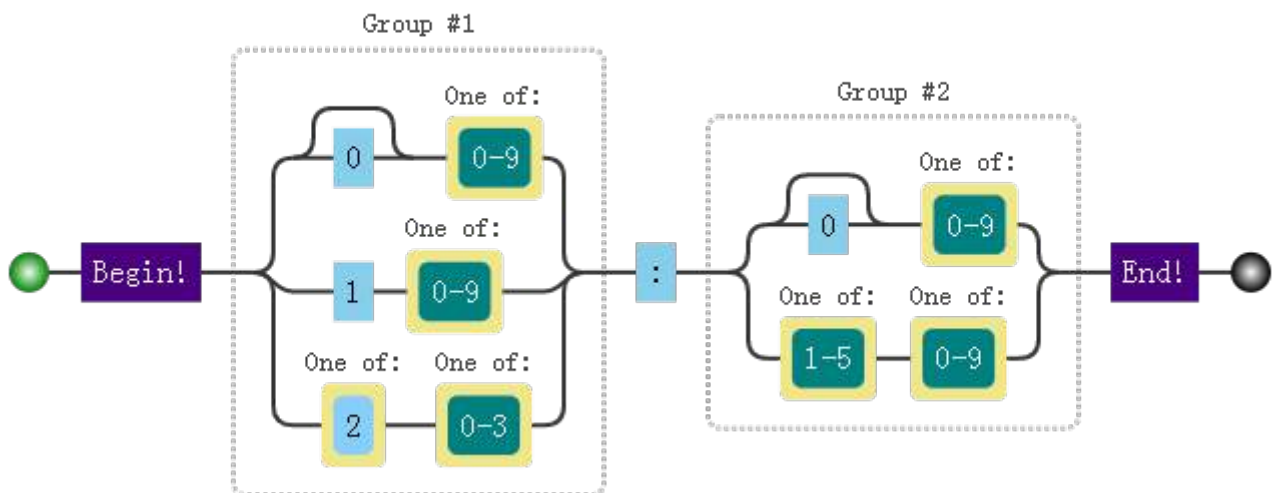 Group #1
One of:
0
0-9
One of:
1
0-9
One of:
One of:
2
0-3
Begin!
:
Group #2
One of:
0
0-9
One of:
One of:
1-5
0-9
End!